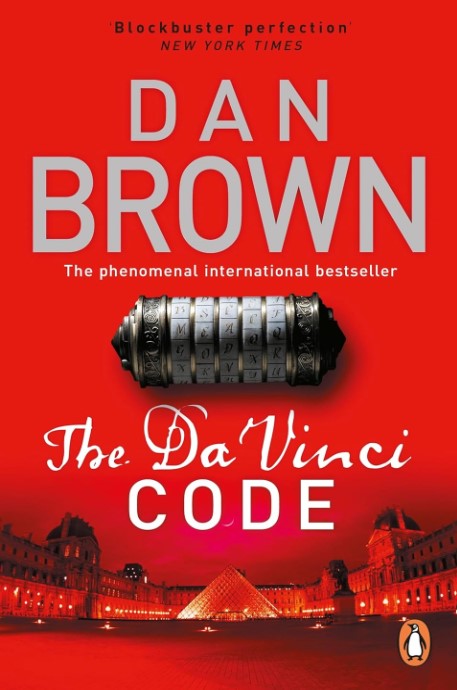 'Blockbuster perfection'
NEW YORK TIMES
DAN
BROWN
The phenomenal international bestseller
The Da Vinci
CODE